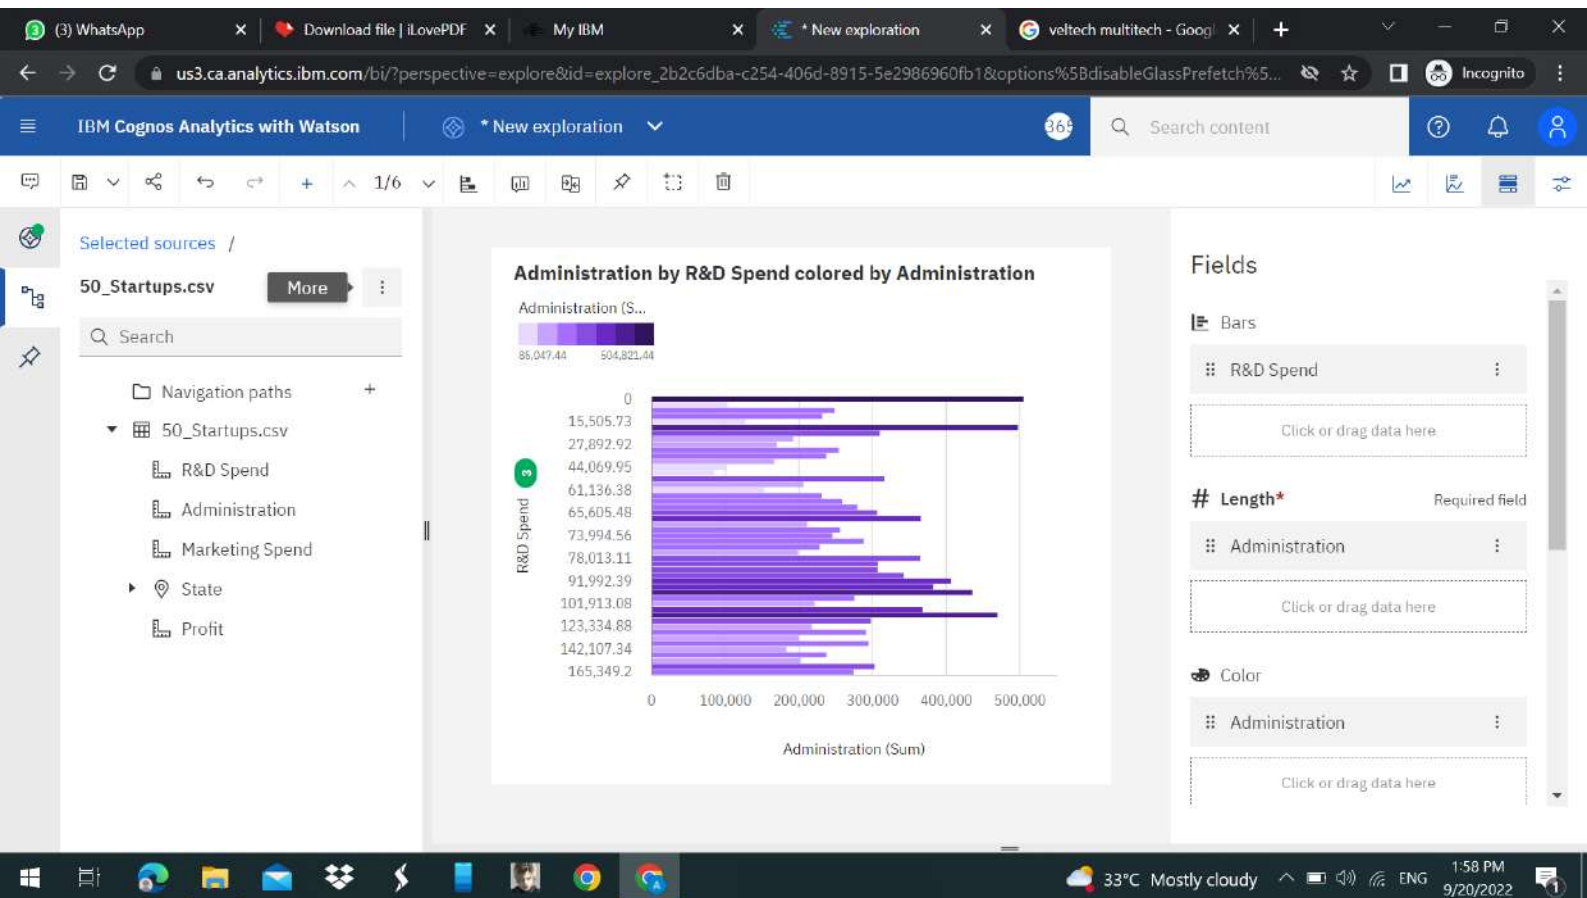 (3) WhatsApp
Download file | iLovePDF
My IBM
* New exploration
veltech multitech - Googl
us3.ca.analytics.ibm.com/bi/?perspective=explore&id=explore_2b2c6dba-c254-406d-8915-5e2986960fb1&options%5BdisableGlassPrefetch%5...
Incognito
IBM Cognos Analytics with Watson
* New exploration
365
Search content
1/6
Selected sources /
50_Startups.csv
More
Search
Navigation paths
50_Startups.csv
R&D Spend
Administration
Marketing Spend
State
Profit
Administration by R&D Spend colored by Administration
Administration (S...
85,047.44 504,821.44
R&D Spend
3
0
15,505.73
27,892.92
44,069.95
61,136.38
65,605.48
73,994.56
78,013.11
91,992.39
101,913.08
123,334.88
142,107.34
165,349.2
0 100,000 200,000 300,000 400,000 500,000
Administration (Sum)
Fields
Bars
R&D Spend
Click or drag data here
# Length* Required field
Administration
Click or drag data here
Color
Administration
Click or drag data here
33°C Mostly cloudy
ENG
1:58 PM
9/20/2022
1